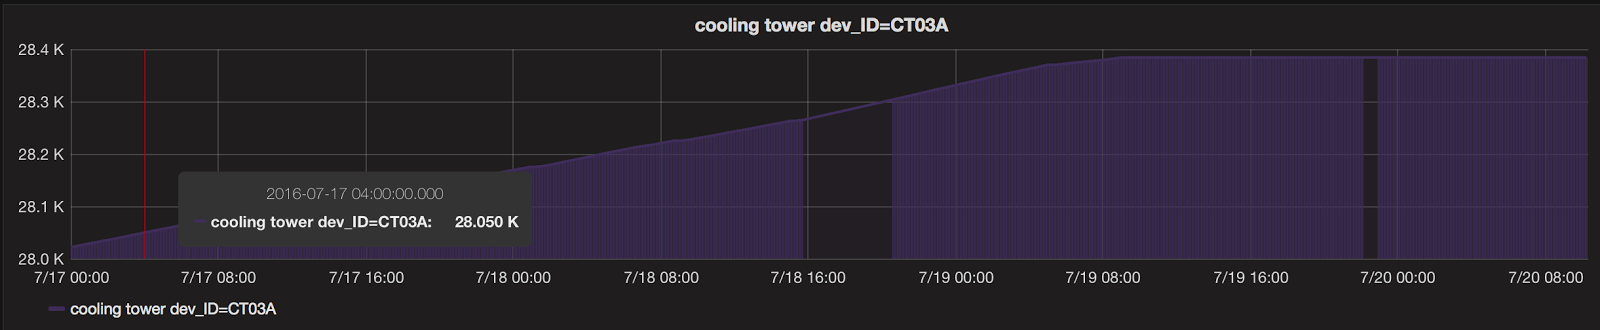 cooling tower dev_ID=CT03A
28.4 K
28.3 K
28.2 K
28.1 K
28.0 K
2016-07-17 04:00:00.000
cooling tower dev_ID=CT03A: 28.050 K
7/17 00:00 7/17 08:00 7/17 16:00 7/18 00:00 7/18 08:00 7/18 16:00 7/19 00:00 7/19 08:00 7/19 16:00 7/20 00:00 7/20 08:00
cooling tower dev_ID=CT03A